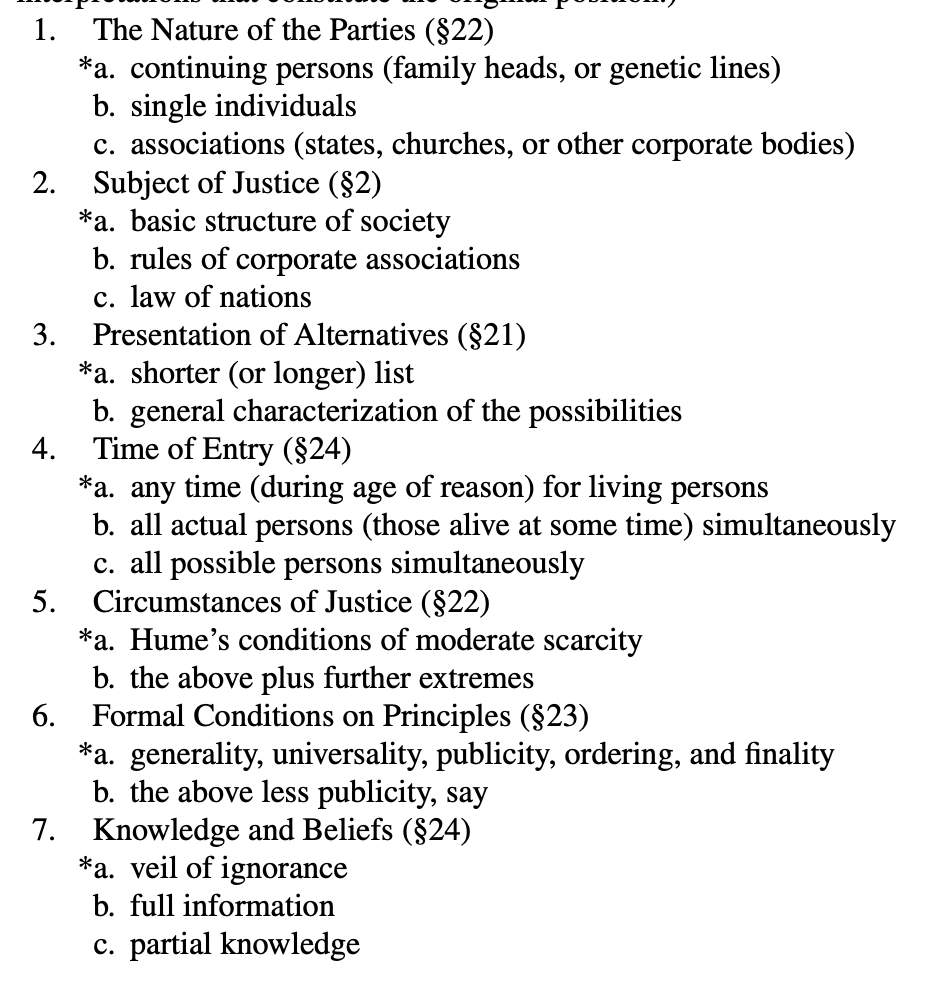 interpretations that constitute the original position.)
1. The Nature of the Parties (§22)
*a. continuing persons (family heads, or genetic lines)
b. single individuals
c. associations (states, churches, or other corporate bodies)
2. Subject of Justice (§2)
*a. basic structure of society
b. rules of corporate associations
c. law of nations
3. Presentation of Alternatives (§21)
*a. shorter (or longer) list
b. general characterization of the possibilities
4. Time of Entry (§24)
*a. any time (during age of reason) for living persons
b. all actual persons (those alive at some time) simultaneously
c. all possible persons simultaneously
5. Circumstances of Justice (§22)
*a. Hume’s conditions of moderate scarcity
b. the above plus further extremes
6. Formal Conditions on Principles (§23)
*a. generality, universality, publicity, ordering, and finality
b. the above less publicity, say
7. Knowledge and Beliefs (§24)
*a. veil of ignorance
b. full information
c. partial knowledge